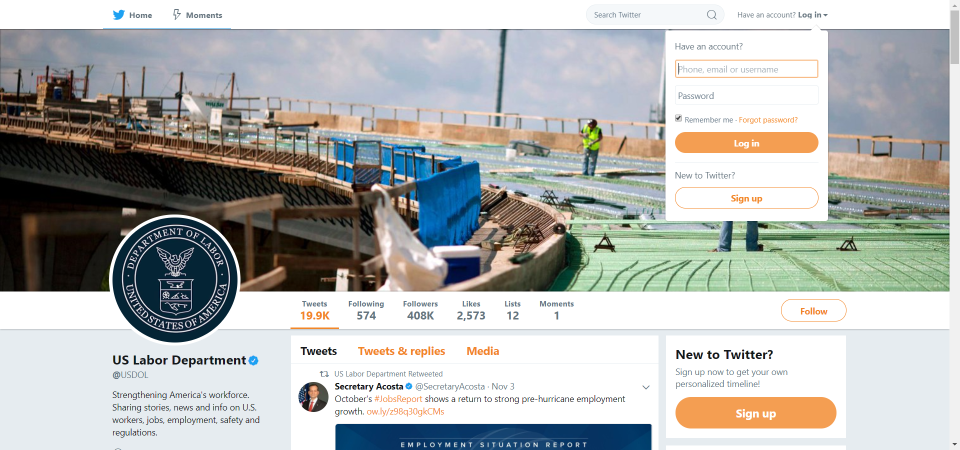 Home
Moments
Search Twitter
Have an account? Log in
Have an account?
Phone, email or username
Password
Remember me · Forgot password?
Log in
New to Twitter?
Sign up
DEPARTMENT OF LABOR
UNITED STATES OF AMERICA
Tweets
19.9K
Following
574
Followers
408K
Likes
2,573
Lists
12
Moments
1
Follow
US Labor Department
@USDOL
Strengthening America's workforce.
Sharing stories, news and info on U.S.
workers, jobs, employment, safety and
regulations.
Tweets
Tweets & replies
Media
US Labor Department Retweeted
Secretary Acosta @SecretaryAcosta · Nov 3
October's #JobsReport shows a return to strong pre-hurricane employment
growth. ow.ly/z98q30gkCMs
EMPLOYMENT SITUATION REPORT
New to Twitter?
Sign up now to get your own
personalized timeline!
Sign up